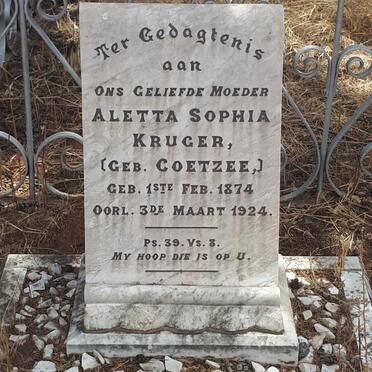 Ter Gedagtenis
aan
ONS GELIEFDE MOEDER
ALETTA SOPHIA
KRUGER,
(GEB. COETZEE,)
GEB. 1STE FEB. 1874
OORL. 3DE MAART 1924.
PS. 39. VS. 8.
MY HOOP DIE IS OP U.